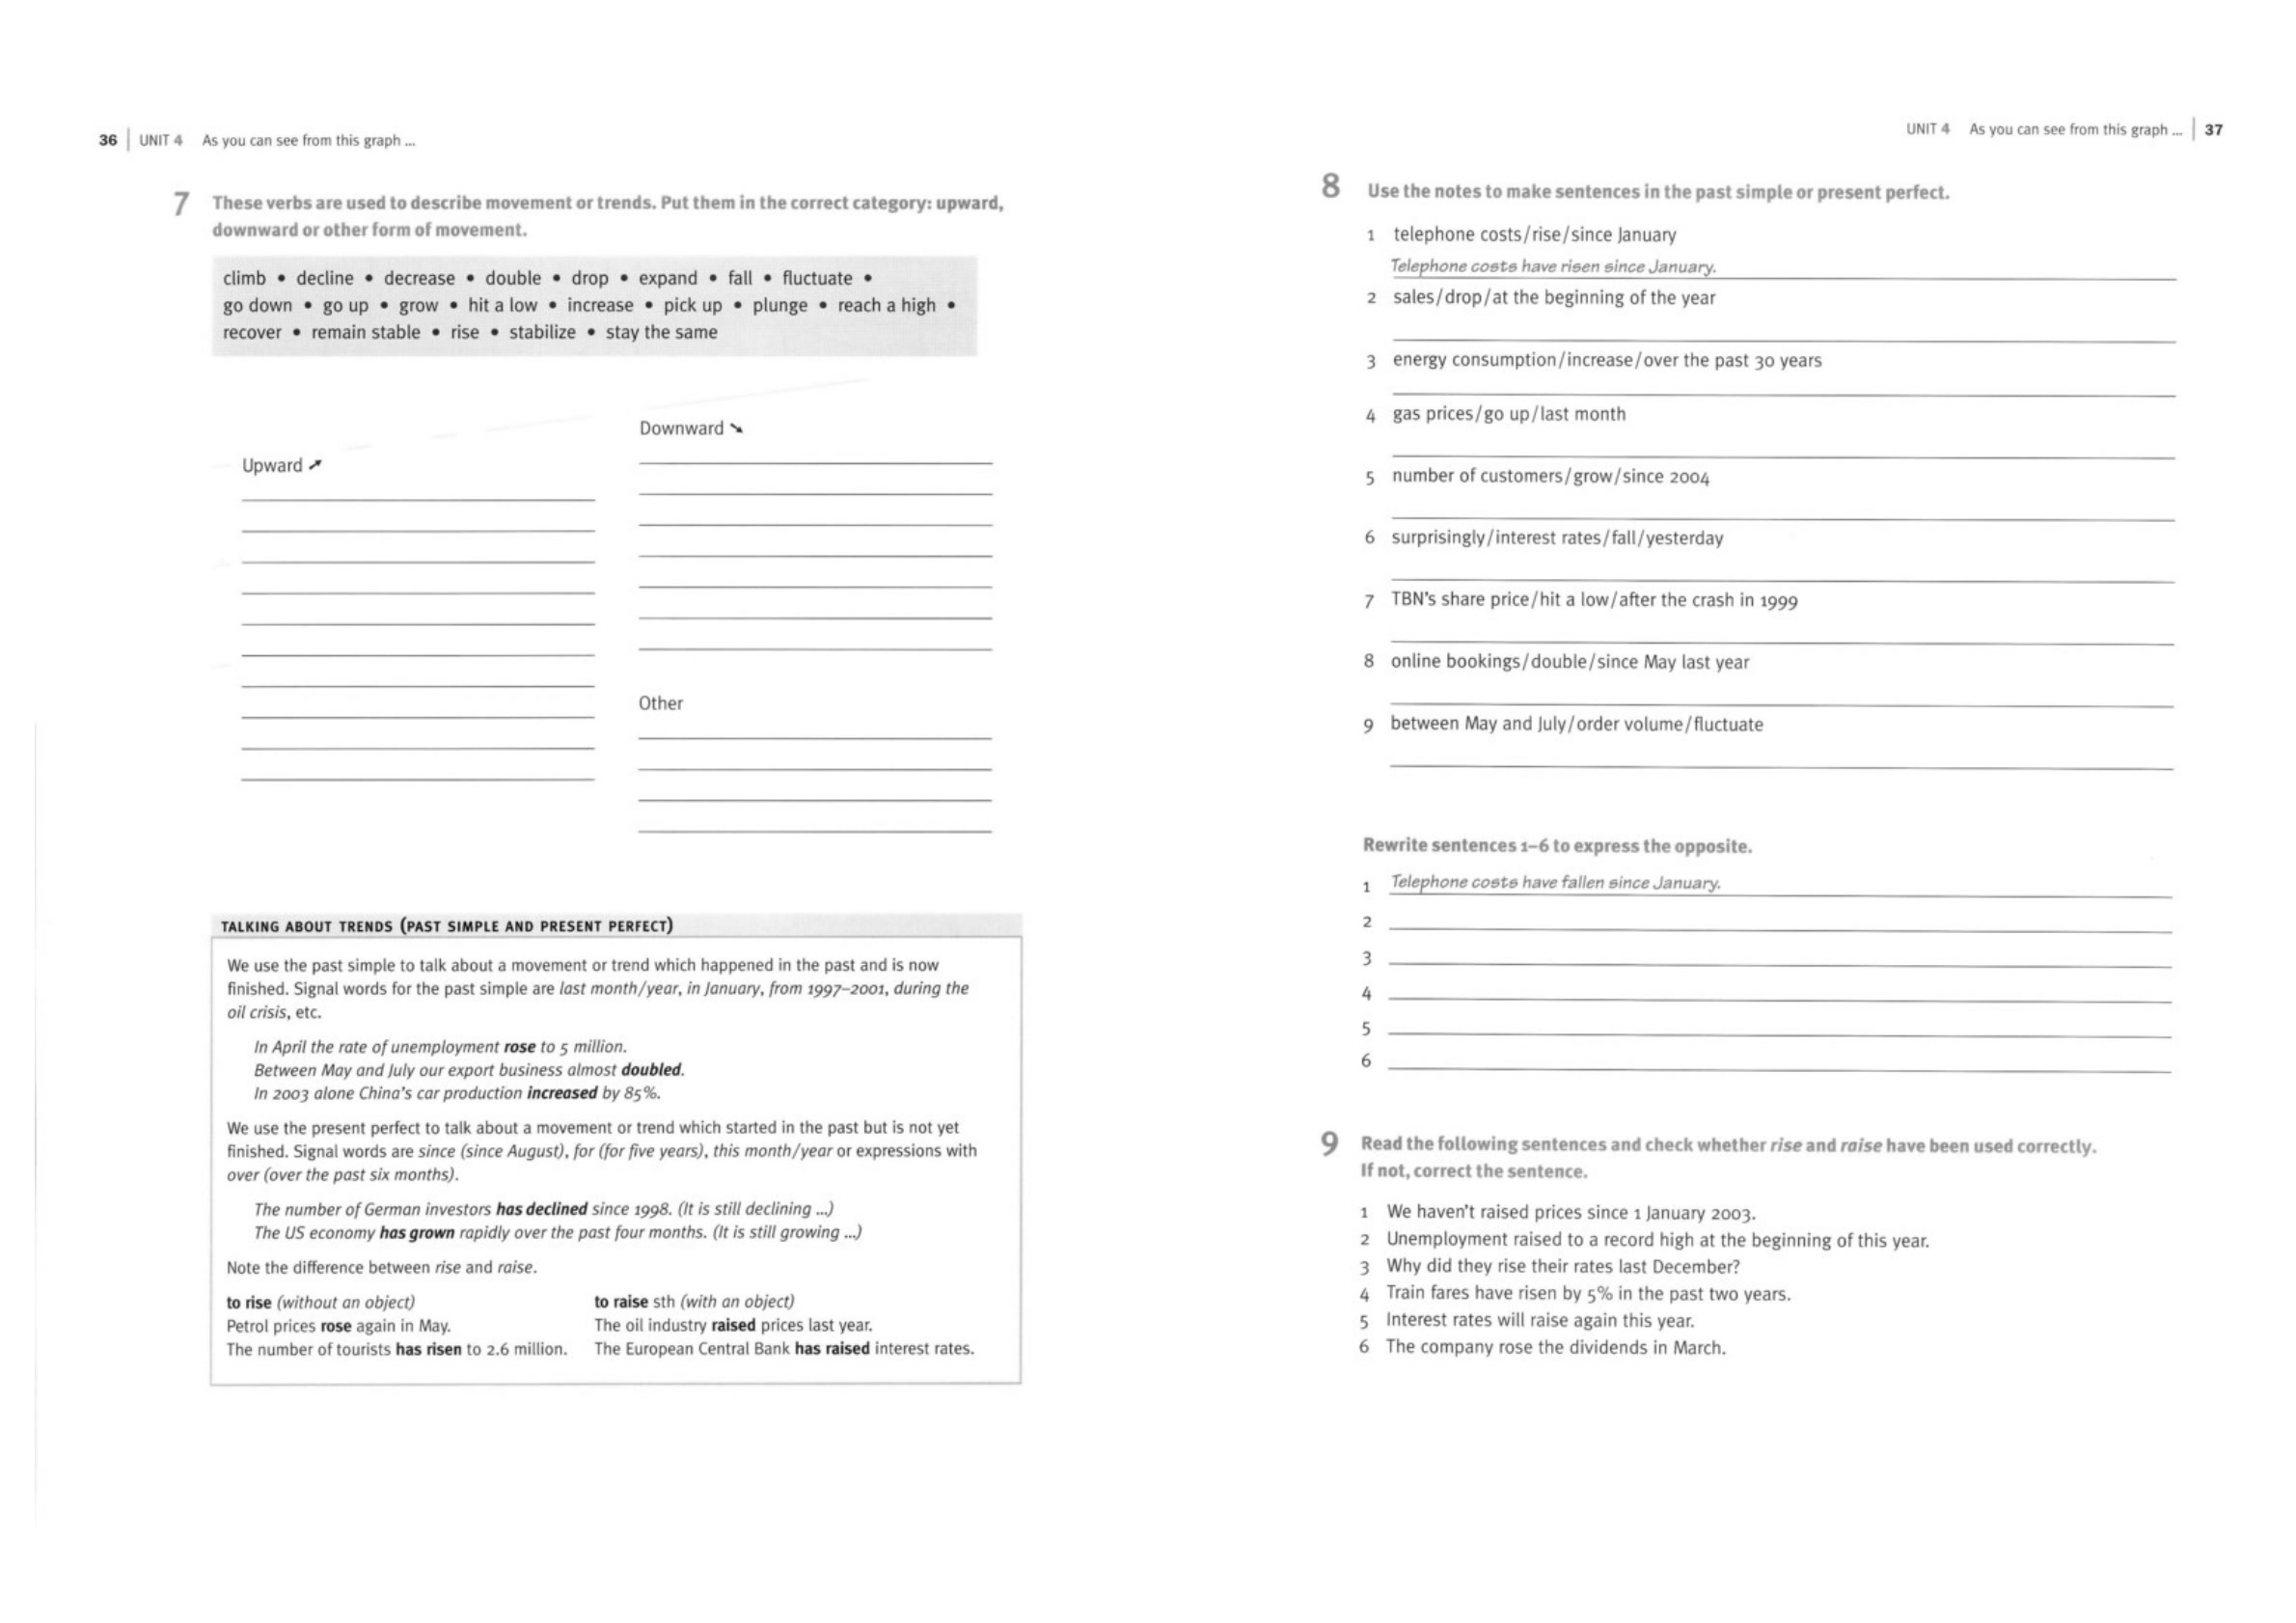 36 | UNIT 4 As you can see from this graph ...
7 These verbs are used to describe movement or trends. Put them in the correct category: upward,
downward or other form of movement.
climb • decline • decrease • double • drop • expand • fall • fluctuate •
go down • go up • grow • hit a low • increase • pick up • plunge • reach a high •
recover • remain stable • rise • stabilize • stay the same
Upward ↗
Downward ↘
Other
TALKING ABOUT TRENDS (PAST SIMPLE AND PRESENT PERFECT)
We use the past simple to talk about a movement or trend which happened in the past and is now
finished. Signal words for the past simple are last month/year, in January, from 1997–2001, during the
oil crisis, etc.
In April the rate of unemployment rose to 5 million.
Between May and July our export business almost doubled.
In 2003 alone China's car production increased by 85%.
We use the present perfect to talk about a movement or trend which started in the past but is not yet
finished. Signal words are since (since August), for (for five years), this month/year or expressions with
over (over the past six months).
The number of German investors has declined since 1998. (It is still declining ...)
The US economy has grown rapidly over the past four months. (It is still growing ...)
Note the difference between rise and raise.
to rise (without an object) to raise sth (with an object)
Petrol prices rose again in May. The oil industry raised prices last year.
The number of tourists has risen to 2.6 million. The European Central Bank has raised interest rates.
UNIT 4 As you can see from this graph ... | 37
8 Use the notes to make sentences in the past simple or present perfect.
1 telephone costs/rise/since January
Telephone costs have risen since January.
2 sales/drop/at the beginning of the year
3 energy consumption/increase/over the past 30 years
4 gas prices/go up/last month
5 number of customers/grow/since 2004
6 surprisingly/interest rates/fall/yesterday
7 TBN's share price/hit a low/after the crash in 1999
8 online bookings/double/since May last year
9 between May and July/order volume/fluctuate
Rewrite sentences 1–6 to express the opposite.
1 Telephone costs have fallen since January.
2
3
4
5
6
9 Read the following sentences and check whether rise and raise have been used correctly.
If not, correct the sentence.
1 We haven't raised prices since 1 January 2003.
2 Unemployment raised to a record high at the beginning of this year.
3 Why did they rise their rates last December?
4 Train fares have risen by 5% in the past two years.
5 Interest rates will raise again this year.
6 The company rose the dividends in March.